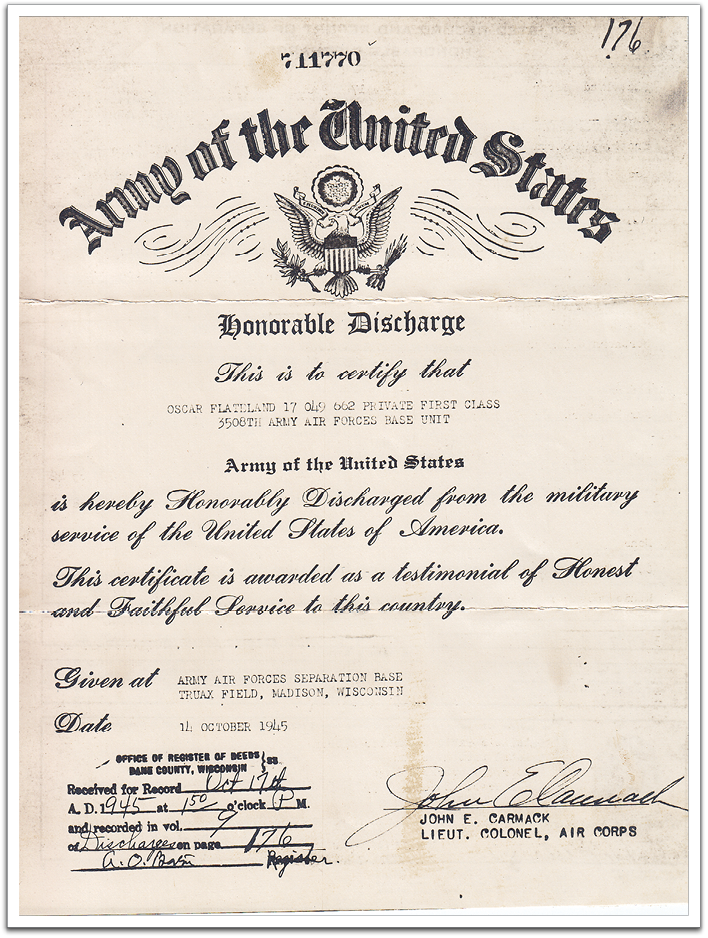 711770
176
Army of the United States
Honorable Discharge
This is to certify that
OSCAR FLATELAND 17 049 662 PRIVATE FIRST CLASS
3508TH ARMY AIR FORCES BASE UNIT
Army of the United States
is hereby Honorably Discharged from the military
service of the United States of America.
This certificate is awarded as a testimonial of Honest
and Faithful Service to this country.
Given at ARMY AIR FORCES SEPARATION BASE
TRUAX FIELD, MADISON, WISCONSIN
Date 14 OCTOBER 1945
OFFICE OF REGISTER OF DEEDS
DANE COUNTY, WISCONSIN } SS.
Received for Record Oct 17th
A. D. 1945 at 1 50 o'clock P M.
and recorded in vol. 9
of Discharges on page 176
Register.
John E Carmack
JOHN E. CARMACK
LIEUT. COLONEL, AIR CORPS